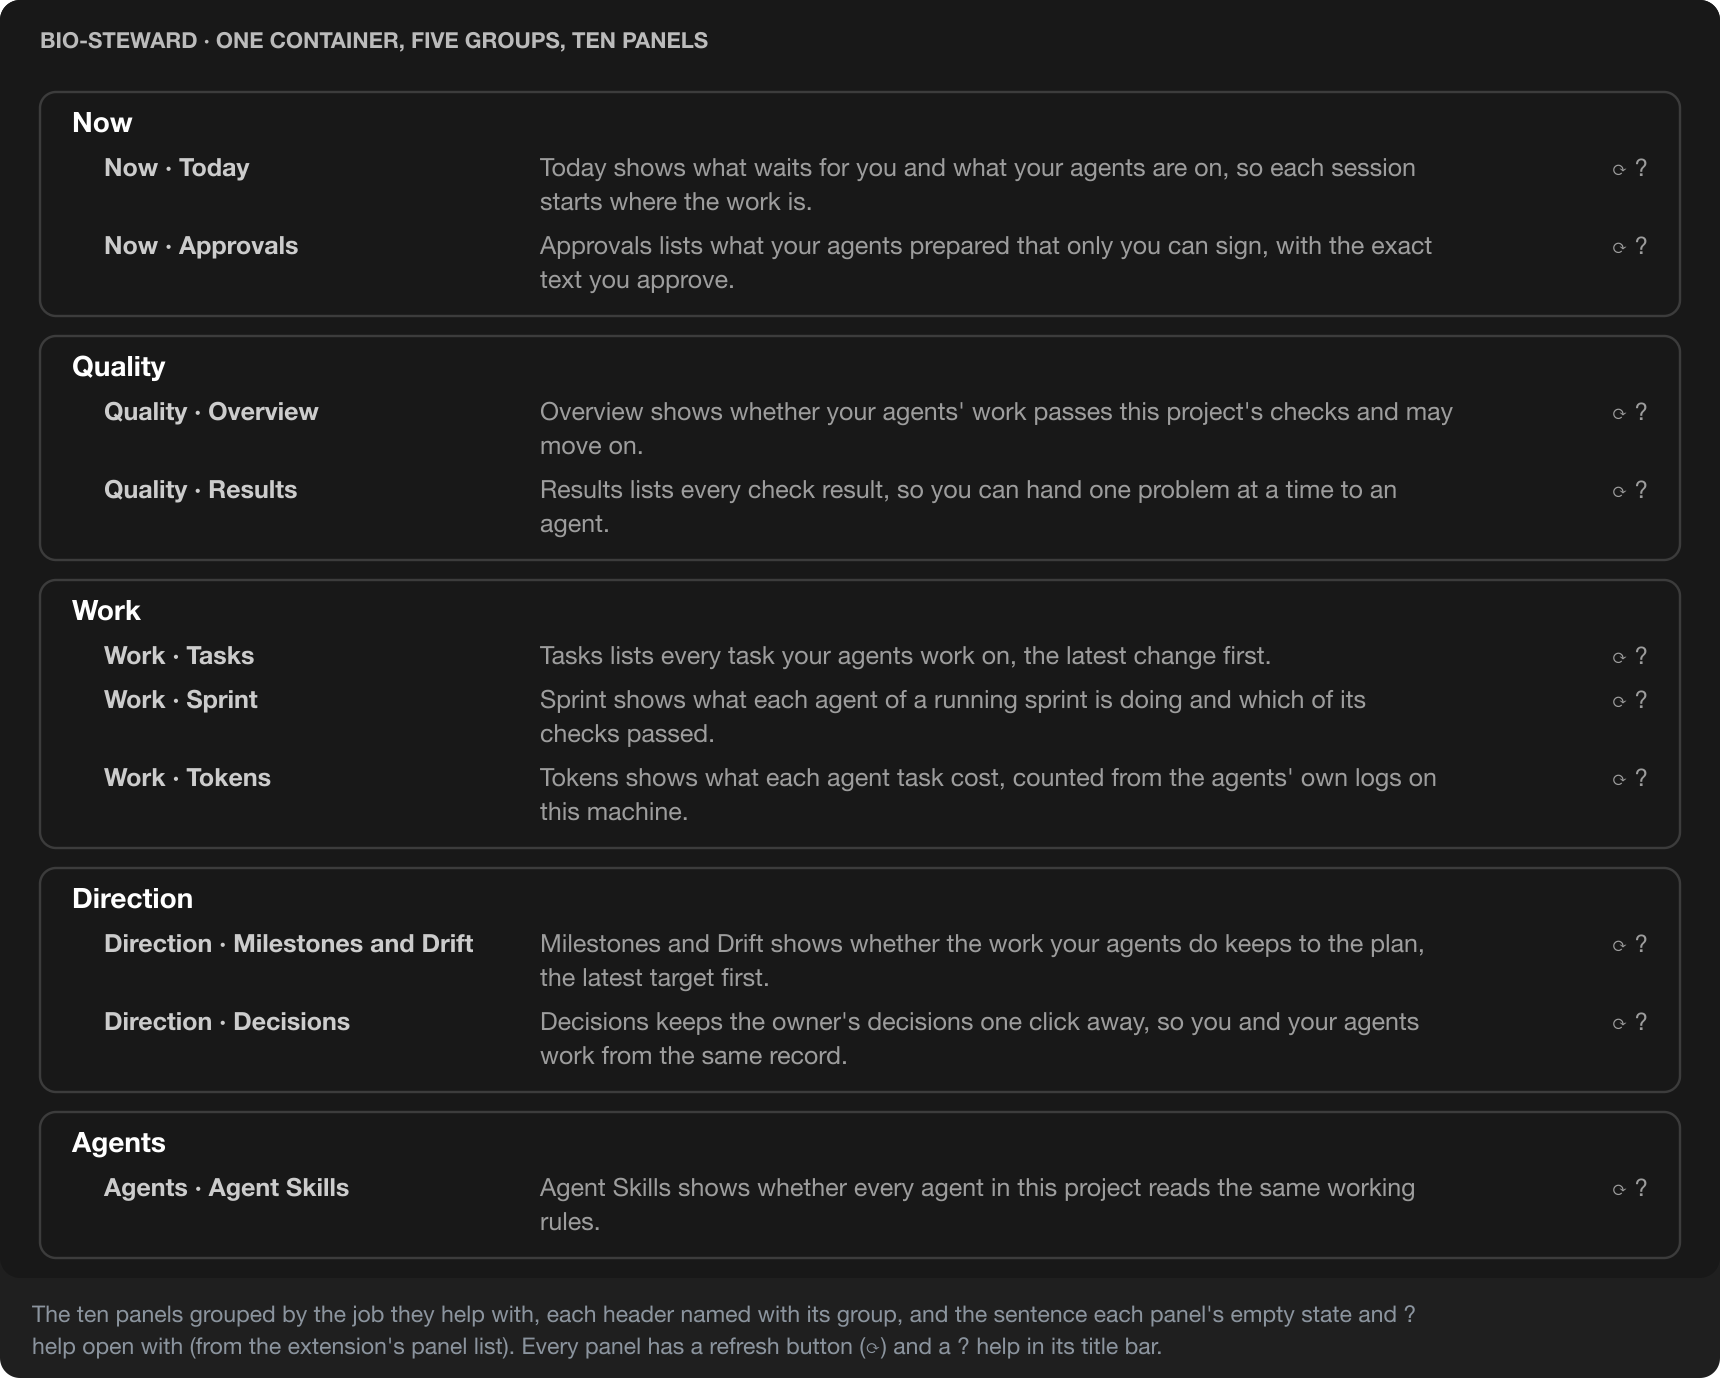 BIO-STEWARD · ONE CONTAINER, FIVE GROUPS, TEN PANELS
Now
Now · Today
Today shows what waits for you and what your agents are on, so each session
starts where the work is.
⟳ ?
Now · Approvals
Approvals lists what your agents prepared that only you can sign, with the exact
text you approve.
⟳ ?
Quality
Quality · Overview
Overview shows whether your agents' work passes this project's checks and may
move on.
⟳ ?
Quality · Results
Results lists every check result, so you can hand one problem at a time to an
agent.
⟳ ?
Work
Work · Tasks
Tasks lists every task your agents work on, the latest change first.
⟳ ?
Work · Sprint
Sprint shows what each agent of a running sprint is doing and which of its
checks passed.
⟳ ?
Work · Tokens
Tokens shows what each agent task cost, counted from the agents' own logs on
this machine.
⟳ ?
Direction
Direction · Milestones and Drift
Milestones and Drift shows whether the work your agents do keeps to the plan,
the latest target first.
⟳ ?
Direction · Decisions
Decisions keeps the owner's decisions one click away, so you and your agents
work from the same record.
⟳ ?
Agents
Agents · Agent Skills
Agent Skills shows whether every agent in this project reads the same working
rules.
⟳ ?
The ten panels grouped by the job they help with, each header named with its group, and the sentence each panel's empty state and ?
help open with (from the extension's panel list). Every panel has a refresh button (⟳) and a ? help in its title bar.